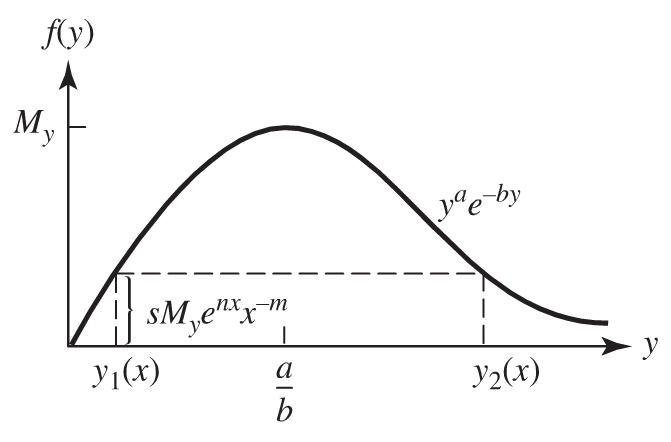 f(y)
M_y
y^a e^{-by}
sM_y e^{nx} x^{-m}
y
y_1(x)
a
b
y_2(x)